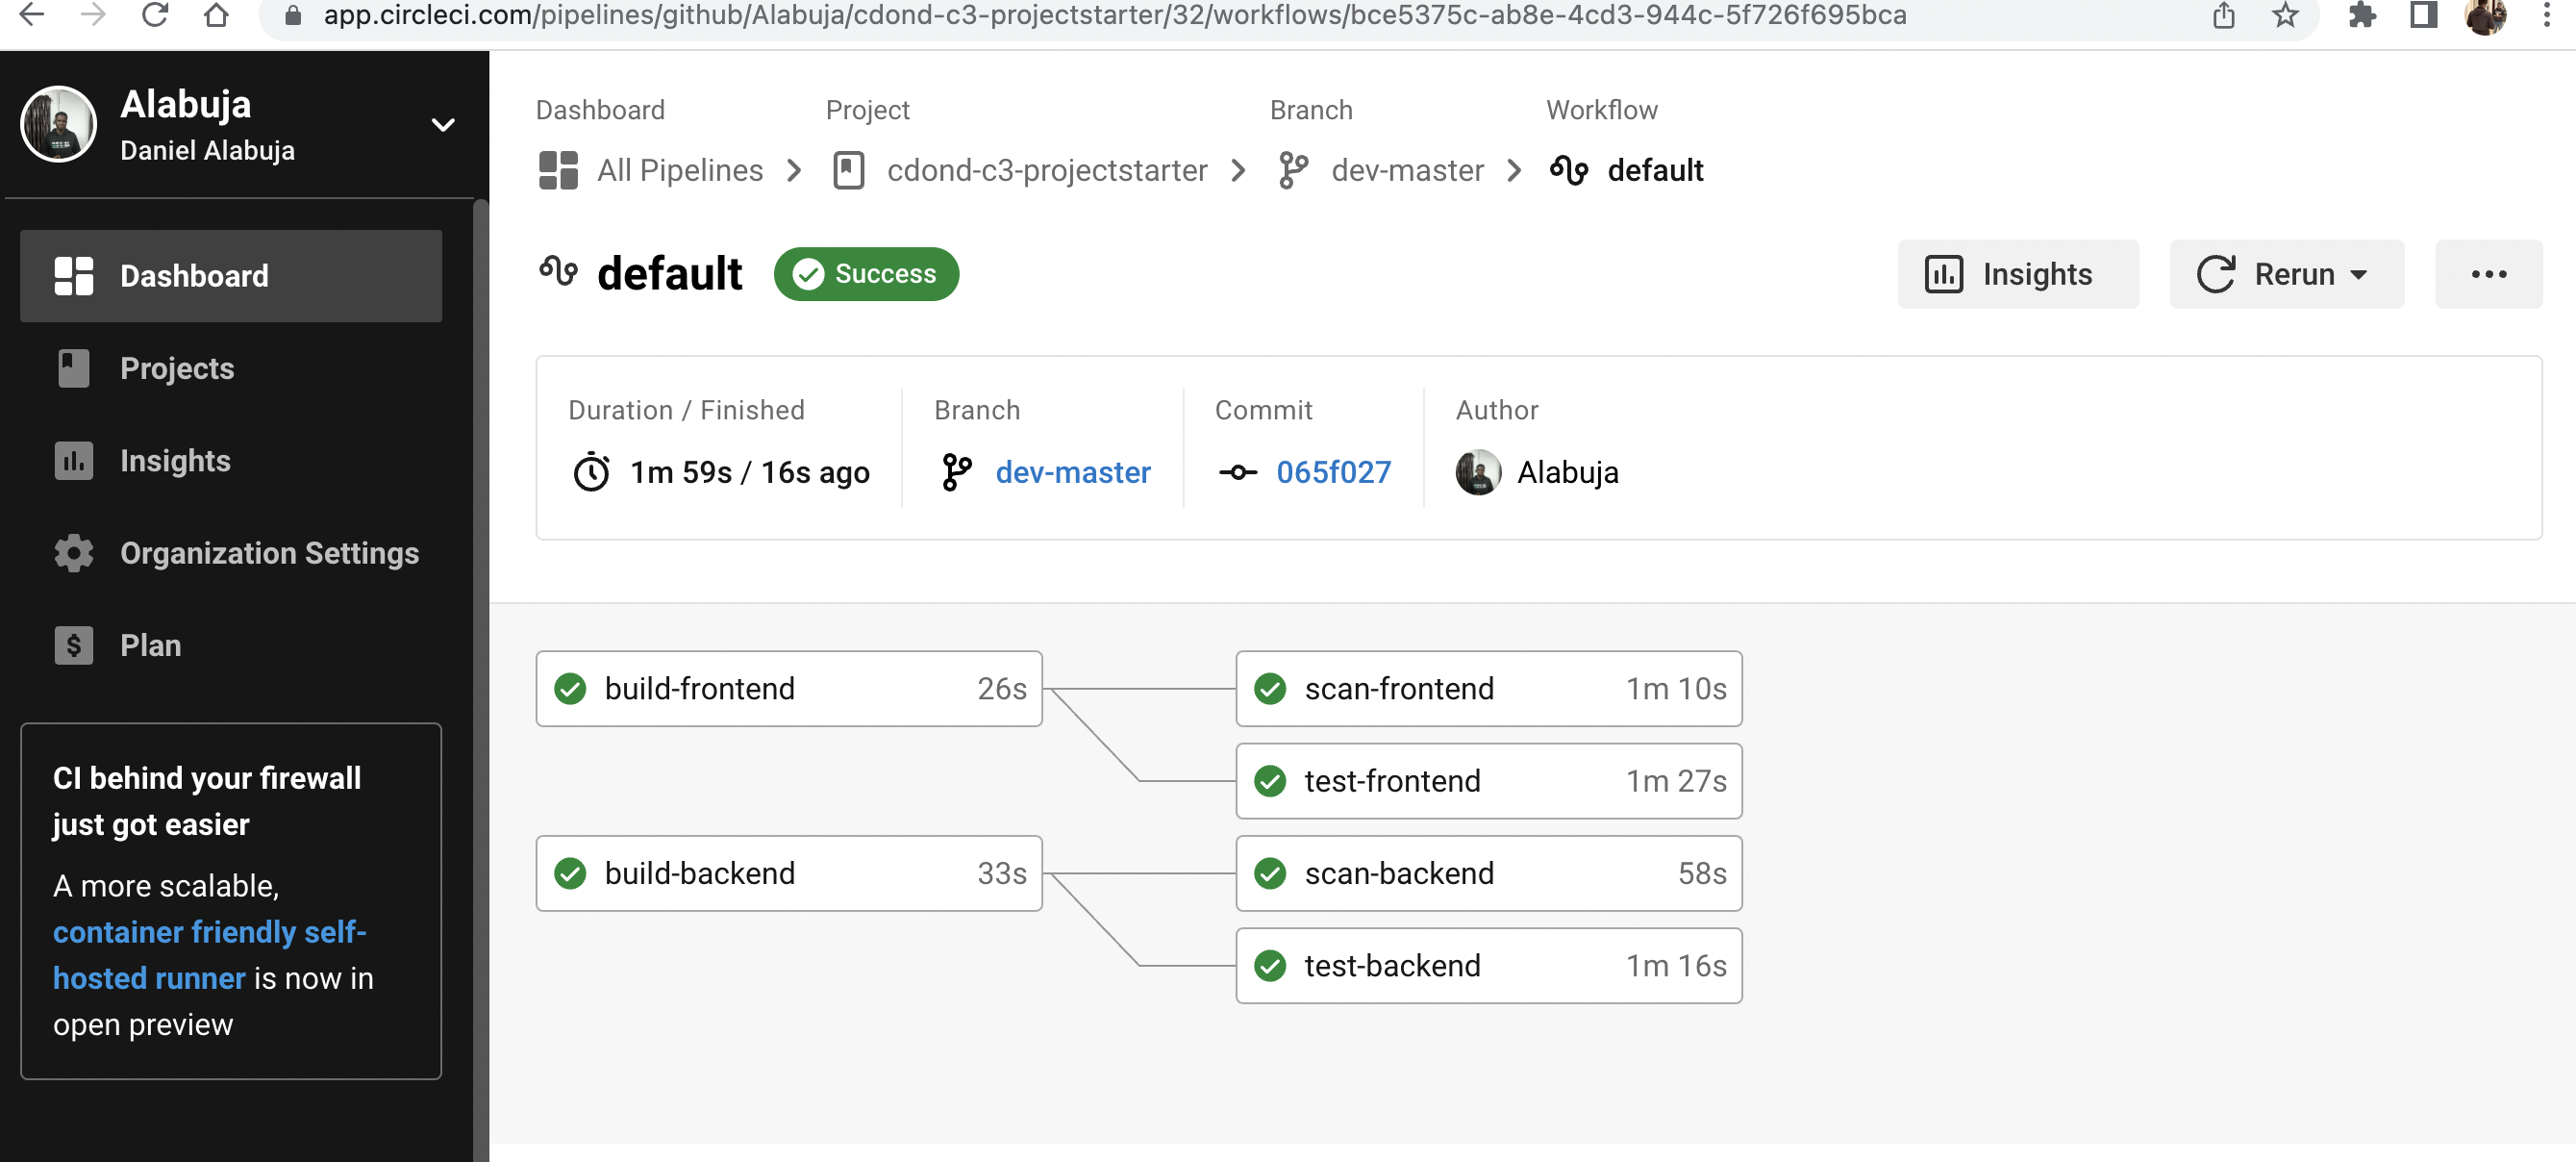 app.circleci.com/pipelines/github/Alabuja/cdond-c3-projectstarter/32/workflows/bce5375c-ab8e-4cd3-944c-5f726f695bca
Alabuja
Daniel Alabuja
Dashboard
Projects
Insights
Organization Settings
Plan
CI behind your firewall
just got easier
A more scalable,
container friendly self-
hosted runner is now in
open preview
Dashboard Project Branch Workflow
All Pipelines cdond-c3-projectstarter dev-master default
default Success Insights Rerun
Duration / Finished Branch Commit Author
1m 59s / 16s ago dev-master 065f027 Alabuja
build-frontend 26s scan-frontend 1m 10s
test-frontend 1m 27s
build-backend 33s scan-backend 58s
test-backend 1m 16s